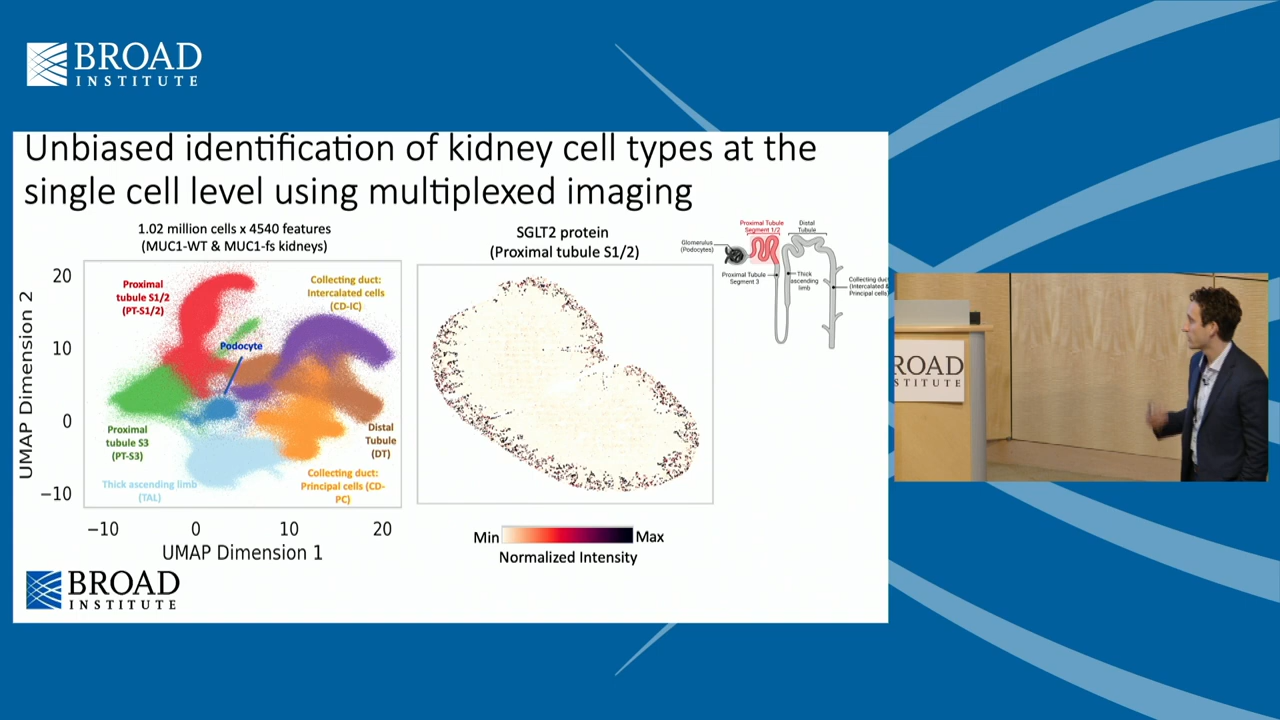 BROAD
INSTITUTE
Unbiased identification of kidney cell types at the
single cell level using multiplexed imaging
1.02 million cells x 4540 features
(MUC1-WT & MUC1-fs kidneys)
UMAP Dimension 2
20
10
0
−10
Proximal
tubule S1/2
(PT-S1/2)
Collecting duct:
Intercalated cells
(CD-IC)
Podocyte
Proximal
tubule S3
(PT-S3)
Distal
Tubule
(DT)
Thick ascending limb
(TAL)
Collecting duct:
Principal cells (CD-
PC)
−10
0
10
20
UMAP Dimension 1
SGLT2 protein
(Proximal tubule S1/2)
Min
Max
Normalized Intensity
Proximal Tubule
Segment 1/2
Distal
Tubule
Glomerulus
(Podocytes)
Proximal Tubule
Segment 3
Thick
ascending
limb
Collecting duc
(Intercalated &
Principal cells)
BROAD
INSTITUTE
ROAD
STITUTE